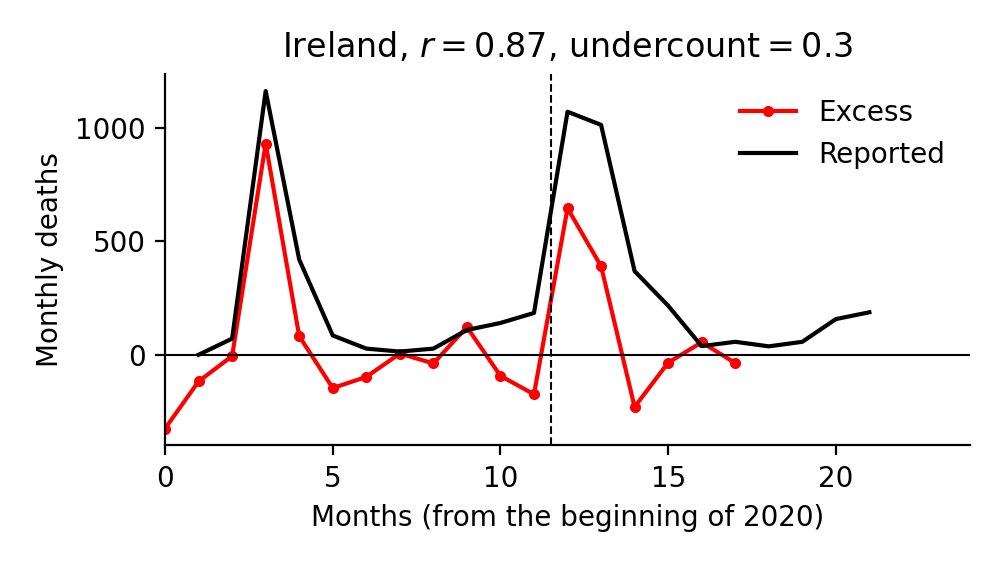 Ireland, r = 0.87, undercount = 0.3
Excess
Reported
Monthly deaths
1000
500
0
0 5 10 15 20
Months (from the beginning of 2020)